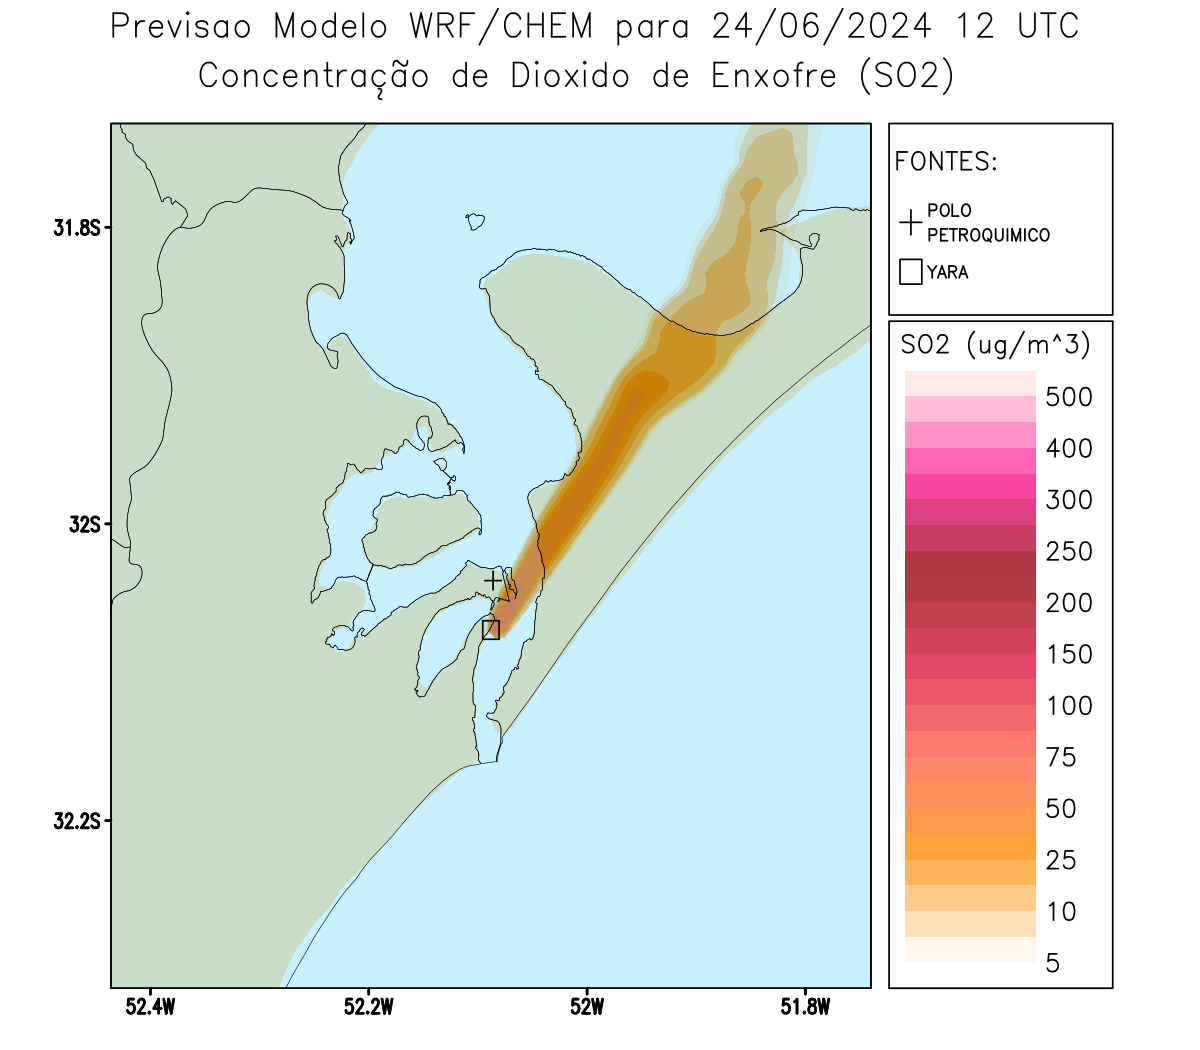 Previsao Modelo WRF/CHEM para 24/06/2024 12 UTC
Concentração de Dioxido de Enxofre (SO2)
FONTES:
POLO
PETROQUIMICO
YARA
SO2 (ug/m^3)
500
400
300
250
200
150
100
75
50
25
10
5
31.8S
32S
32.2S
52.4W
52.2W
52W
51.8W